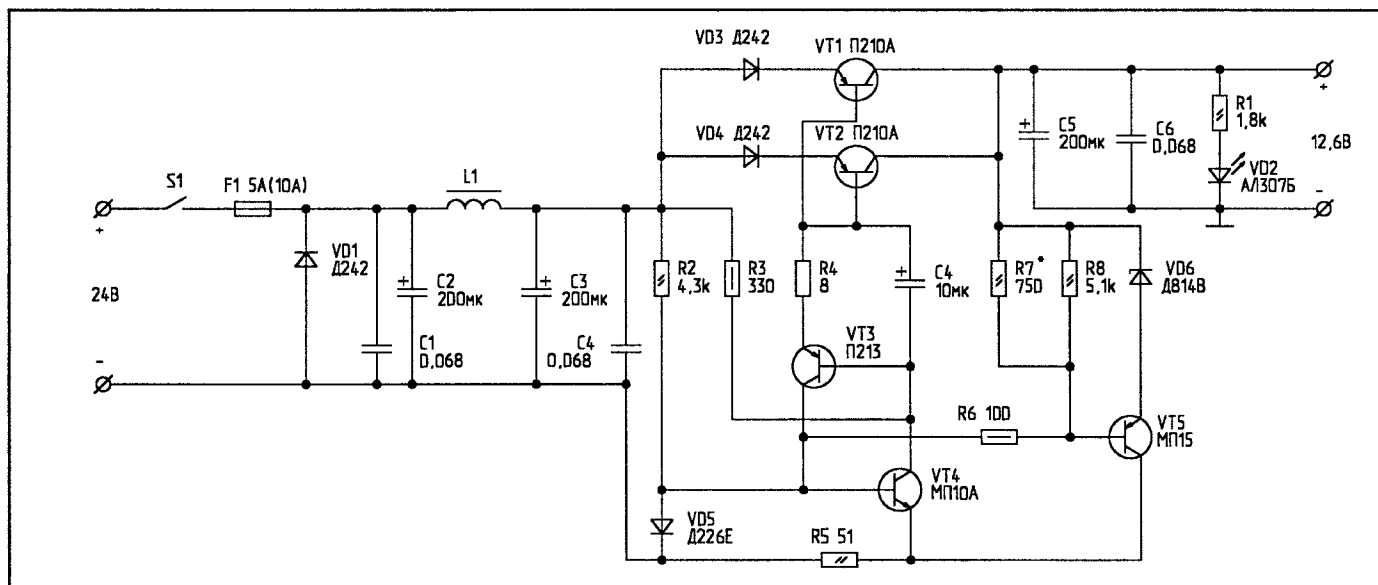 VD3 Д242
VT1 П210А
VD4 Д242
VT2 П210А
S1
F1 5А(10А)
L1
+
24В
-
VD1
Д242
C2
200мк
+
C3
200мк
+
C1
0,068
C4
0,068
R2
4,3k
R3
330
R4
8
+
C4
10мк
VT3
П213
R7*
750
R8
5,1k
VD6
Д814В
+
C5
200мк
C6
0,068
R1
1,8k
VD2
АЛ307Б
+
12,6В
-
R6 100
VT5
МП15
VT4
МП10А
VD5
Д226Е
R5 51